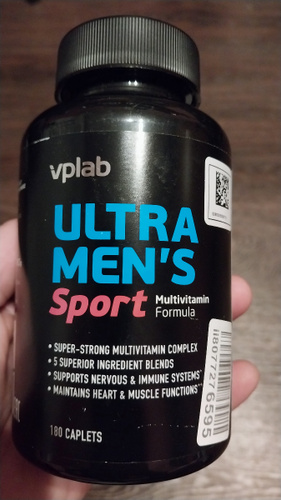 vplab
ULTRA
MEN'S
Sport Multivitamin
Formula
• SUPER-STRONG MULTIVITAMIN COMPLEX
• 5 SUPERIOR INGREDIENT BLENDS
• SUPPORTS NERVOUS & IMMUNE SYSTEMS*
• MAINTAINS HEART & MUSCLE FUNCTIONS**
180 CAPLETS